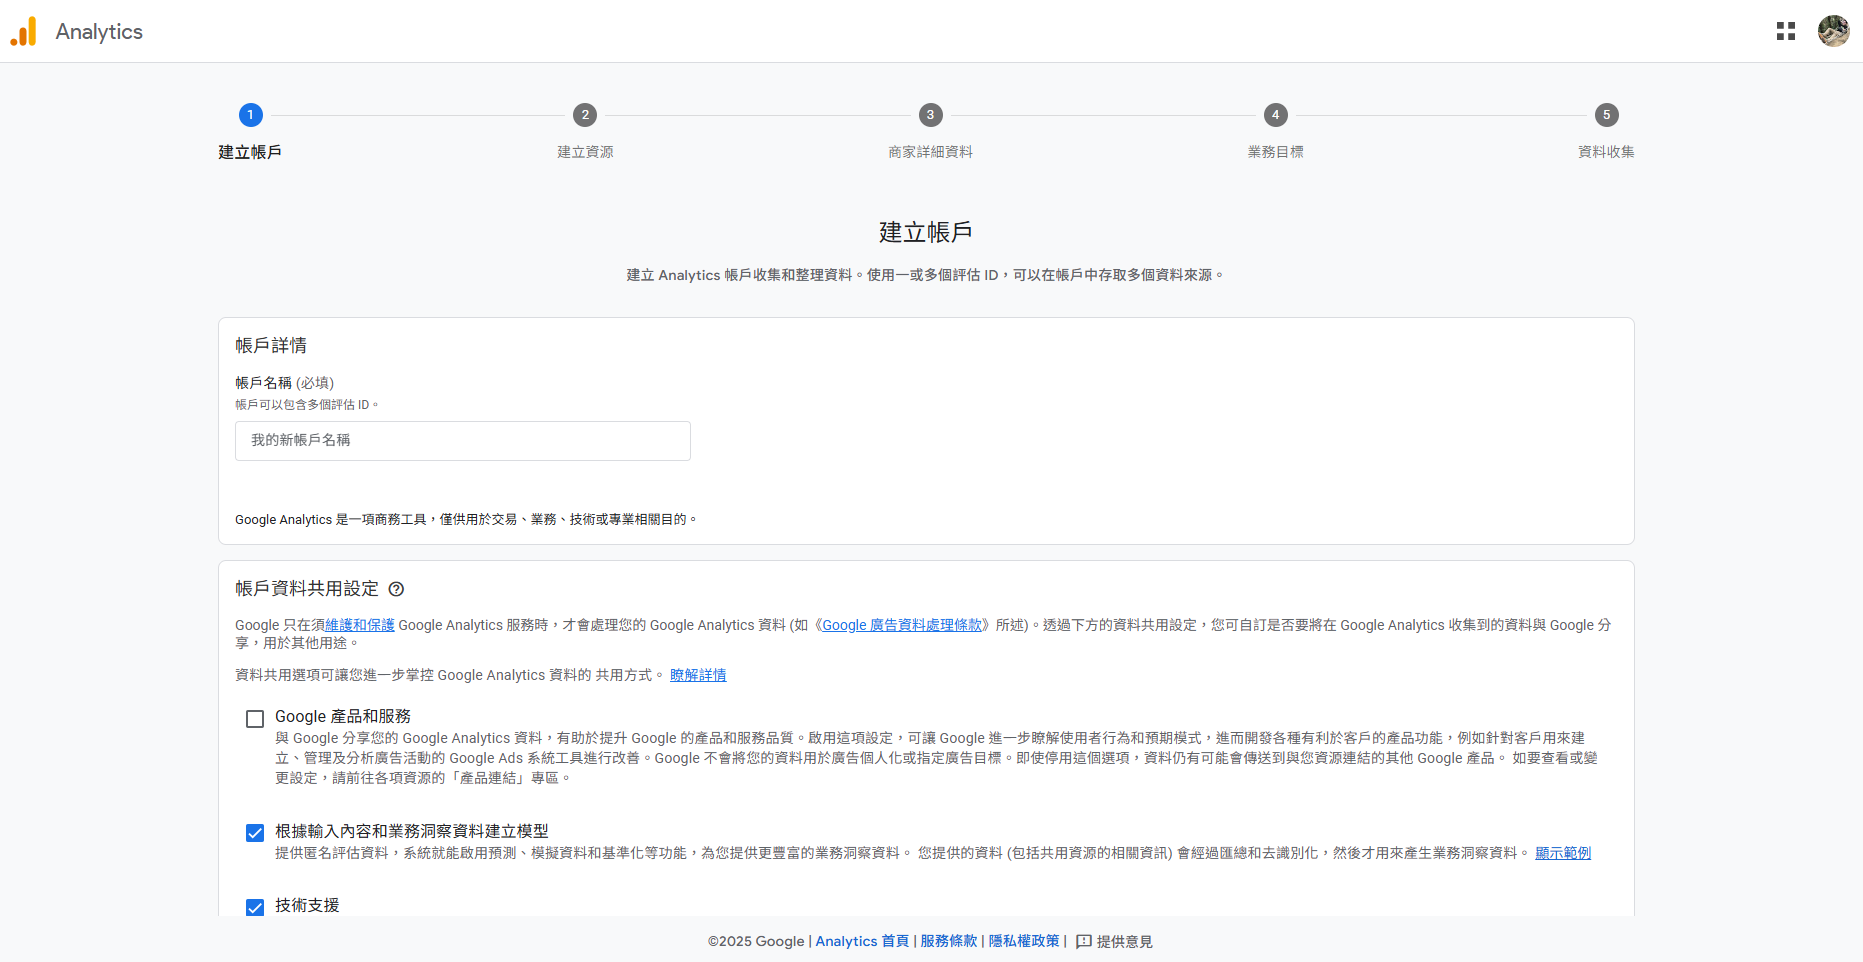 Analytics
1
2
3
4
5
建立帳戶
建立資源
商家詳細資料
業務目標
資料收集
建立帳戶
建立 Analytics 帳戶收集和整理資料。使用一或多個評估 ID，可以在帳戶中存取多個資料來源。
帳戶詳情
帳戶名稱 (必填)
帳戶可以包含多個評估 ID。
我的新帳戶名稱
Google Analytics 是一項商務工具，僅供用於交易、業務、技術或專業相關目的。
帳戶資料共用設定
Google 只在須維護和保護 Google Analytics 服務時，才會處理您的 Google Analytics 資料 (如《Google 廣告資料處理條款》所述)。透過下方的資料共用設定，您可自訂是否要將在 Google Analytics 收集到的資料與 Google 分
享，用於其他用途。
資料共用選項可讓您進一步掌控 Google Analytics 資料的 共用方式。 瞭解詳情
Google 產品和服務
與 Google 分享您的 Google Analytics 資料，有助於提升 Google 的產品和服務品質。啟用這項設定，可讓 Google 進一步瞭解使用者行為和預期模式，進而開發各種有利於客戶的產品功能，例如針對客戶用來建
立、管理及分析廣告活動的 Google Ads 系統工具進行改善。Google 不會將您的資料用於廣告個人化或指定廣告目標。即使停用這個選項，資料仍有可能會傳送到與您資源連結的其他 Google 產品。 如要查看或變
更設定，請前往各項資源的「產品連結」專區。
根據輸入內容和業務洞察資料建立模型
提供匿名評估資料，系統就能啟用預測、模擬資料和基準化等功能，為您提供更豐富的業務洞察資料。 您提供的資料 (包括共用資源的相關資訊) 會經過匯總和去識別化，然後才用來產生業務洞察資料。 顯示範例
技術支援
©2025 Google | Analytics 首頁 | 服務條款 | 隱私權政策 | 提供意見